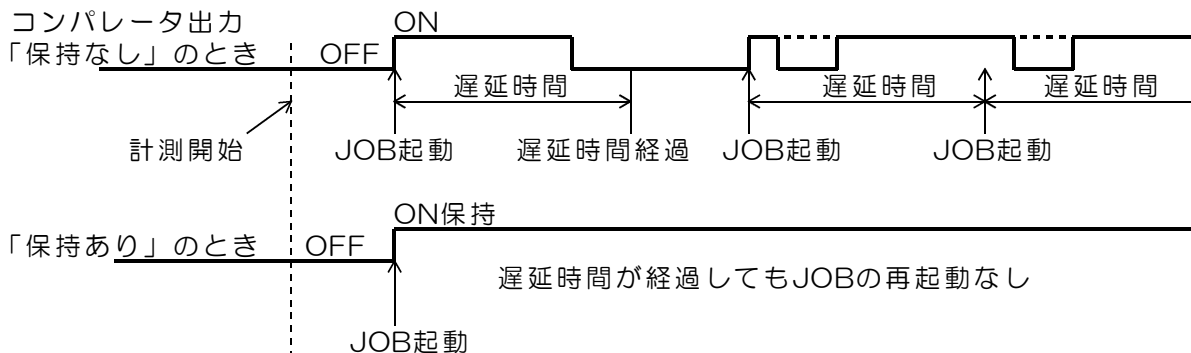 コンパレータ出力
「保持なし」のとき OFF ON
遅延時間 遅延時間 遅延時間
計測開始 JOB起動 遅延時間経過 JOB起動 JOB起動
ON保持
「保持あり」のとき OFF
遅延時間が経過してもJOBの再起動なし
JOB起動